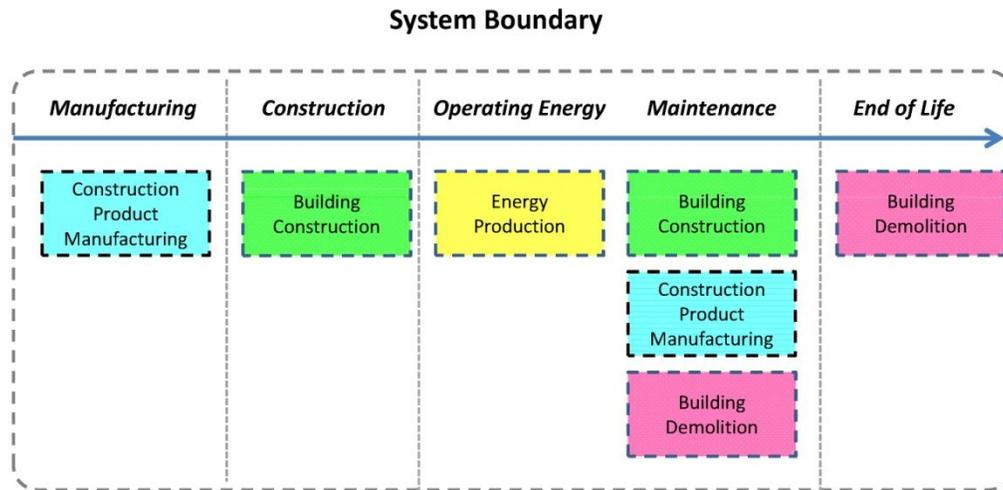 System Boundary
Manufacturing
Construction
Operating Energy
Maintenance
End of Life
Construction
Product
Manufacturing
Building
Construction
Energy
Production
Building
Construction
Building
Demolition
Construction
Product
Manufacturing
Building
Demolition